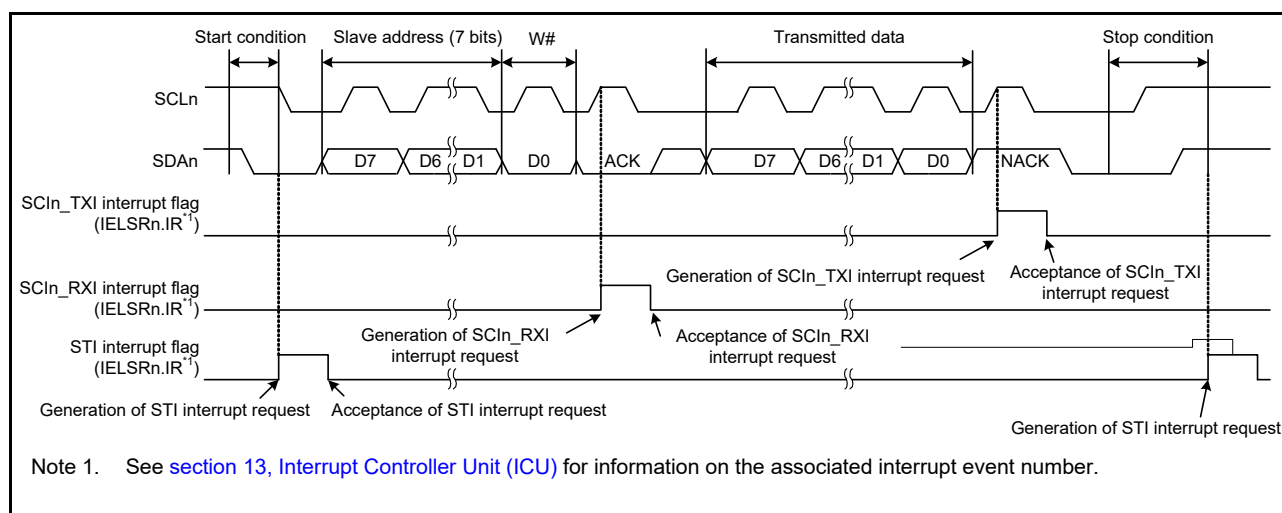 Start condition
Slave address (7 bits)
W#
Transmitted data
Stop condition
SCLn
SDAn
D7
D6
D1
D0
ACK
D7
D6
D1
D0
NACK
SCIn_TXI interrupt flag
(IELSRn.IR*1)
Generation of SCIn_TXI interrupt request
Acceptance of SCIn_TXI
interrupt request
SCIn_RXI interrupt flag
(IELSRn.IR*1)
Generation of SCIn_RXI
interrupt request
Acceptance of SCIn_RXI
interrupt request
STI interrupt flag
(IELSRn.IR*1)
Generation of STI interrupt request
Acceptance of STI interrupt request
Generation of STI interrupt request
Note 1. See section 13, Interrupt Controller Unit (ICU) for information on the associated interrupt event number.